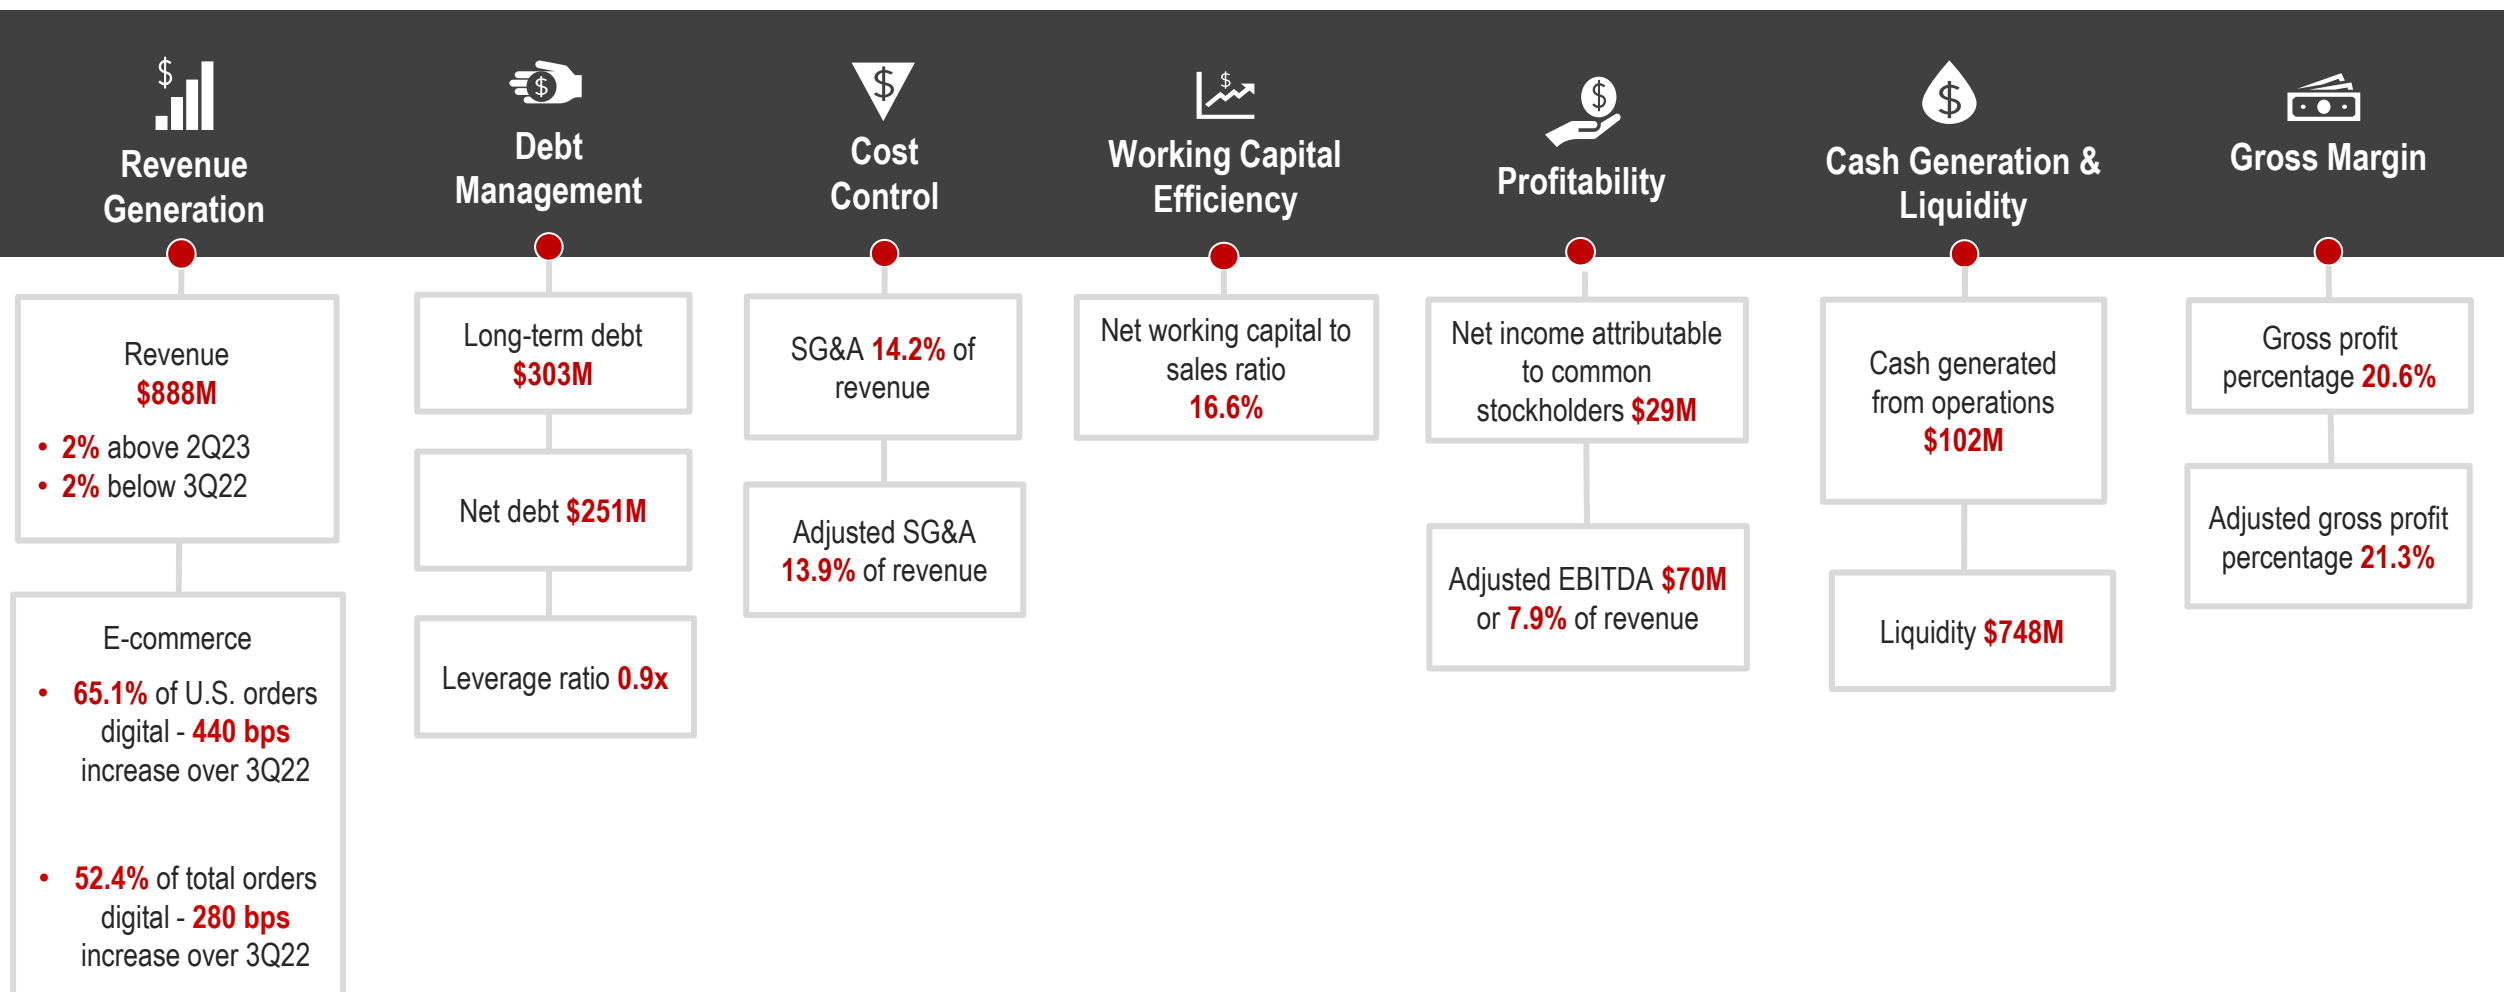 Revenue
Generation
Revenue
$888M
• 2% above 2Q23
• 2% below 3Q22
E-commerce
• 65.1% of U.S. orders
digital - 440 bps
increase over 3Q22
• 52.4% of total orders
digital - 280 bps
increase over 3Q22
Debt
Management
Long-term debt
$303M
Net debt $251M
Leverage ratio 0.9x
Cost
Control
SG&A 14.2% of
revenue
Adjusted SG&A
13.9% of revenue
Working Capital
Efficiency
Net working capital to
sales ratio
16.6%
Profitability
Net income attributable
to common
stockholders $29M
Adjusted EBITDA $70M
or 7.9% of revenue
Cash Generation &
Liquidity
Cash generated
from operations
$102M
Liquidity $748M
Gross Margin
Gross profit
percentage 20.6%
Adjusted gross profit
percentage 21.3%